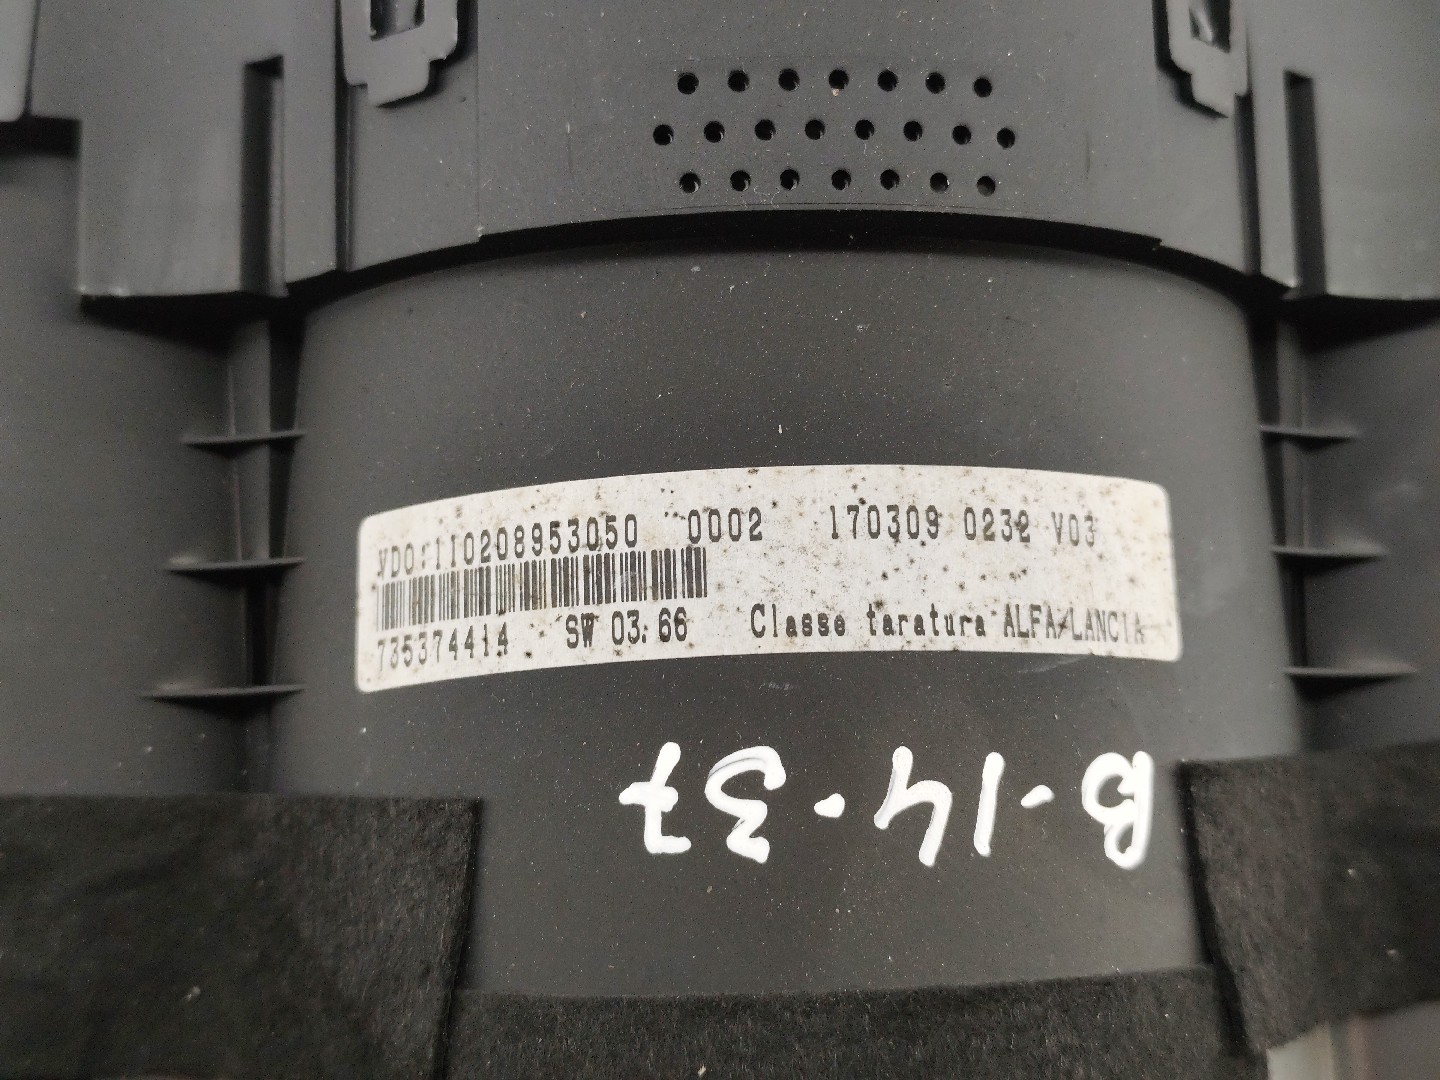 VDO:110208953050 0002 170309 0232 V03
735374414 SW 03.66 Classe taratura ALFA/LANCIA
B-14-37